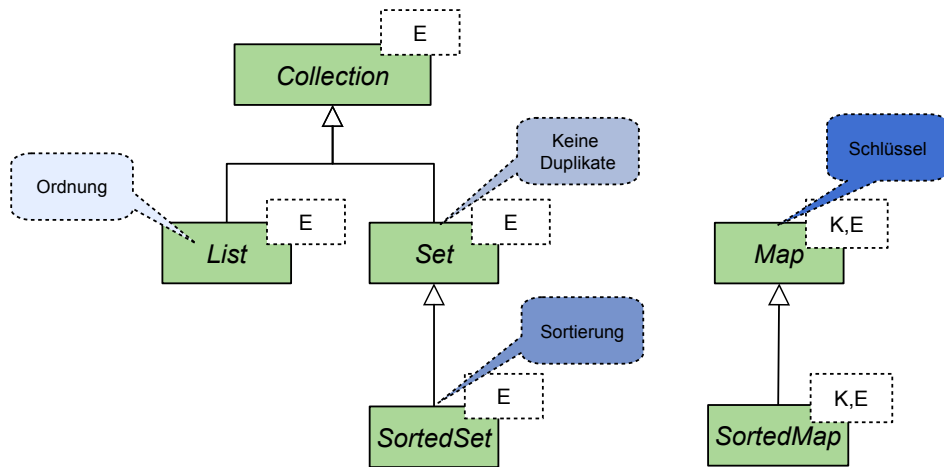 E
Collection
Keine
Duplikate
Schlüssel
Ordnung
E
E
K,E
List
Set
Map
Sortierung
E
K,E
SortedSet
SortedMap